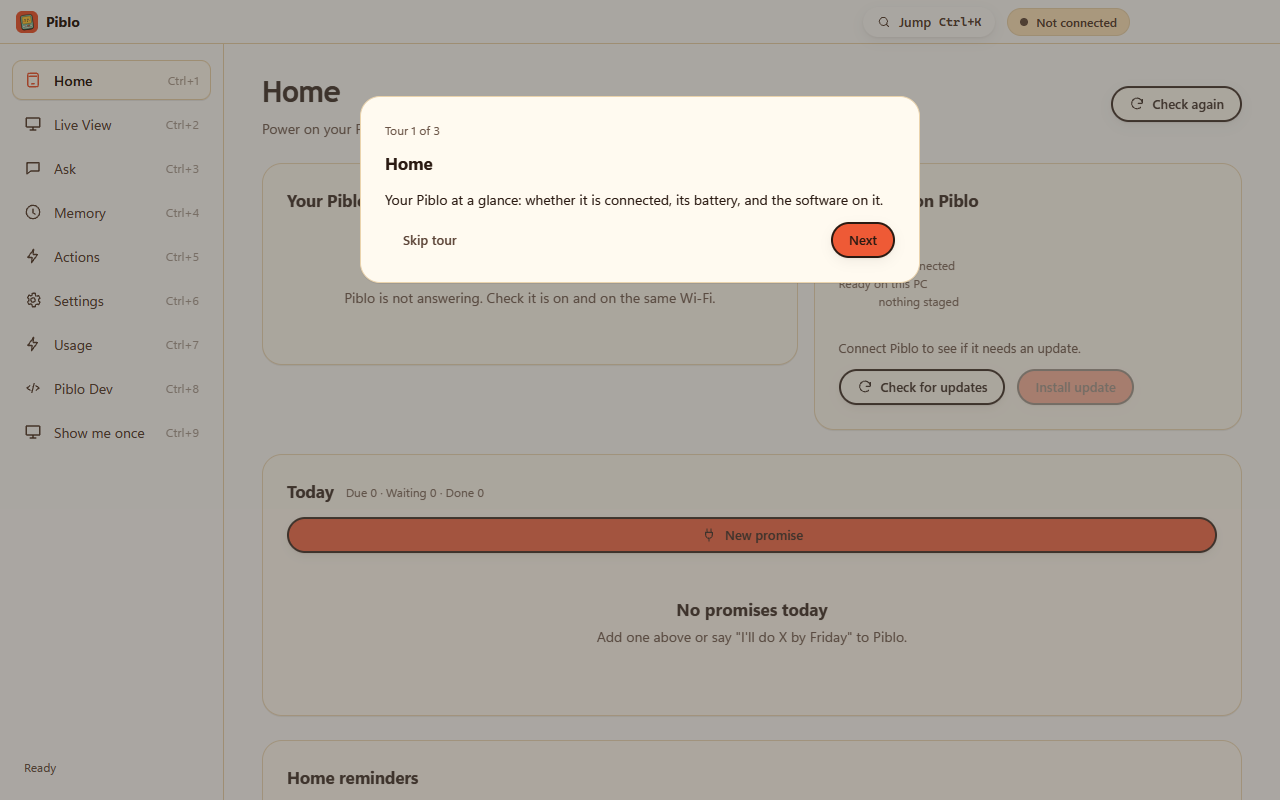 Piblo
Jump Ctrl+K
Not connected
Home Ctrl+1
Live View Ctrl+2
Ask Ctrl+3
Memory Ctrl+4
Actions Ctrl+5
Settings Ctrl+6
Usage Ctrl+7
Piblo Dev Ctrl+8
Show me once Ctrl+9
Ready
Home
Power on your
Check again
Tour 1 of 3
Home
Your Piblo at a glance: whether it is connected, its battery, and the software on it.
Skip tour
Next
Your Piblo
Piblo is not answering. Check it is on and on the same Wi-Fi.
on Piblo
Ready on this PC
nothing staged
Connect Piblo to see if it needs an update.
Check for updates
Install update
Today Due 0 · Waiting 0 · Done 0
New promise
No promises today
Add one above or say "I'll do X by Friday" to Piblo.
Home reminders